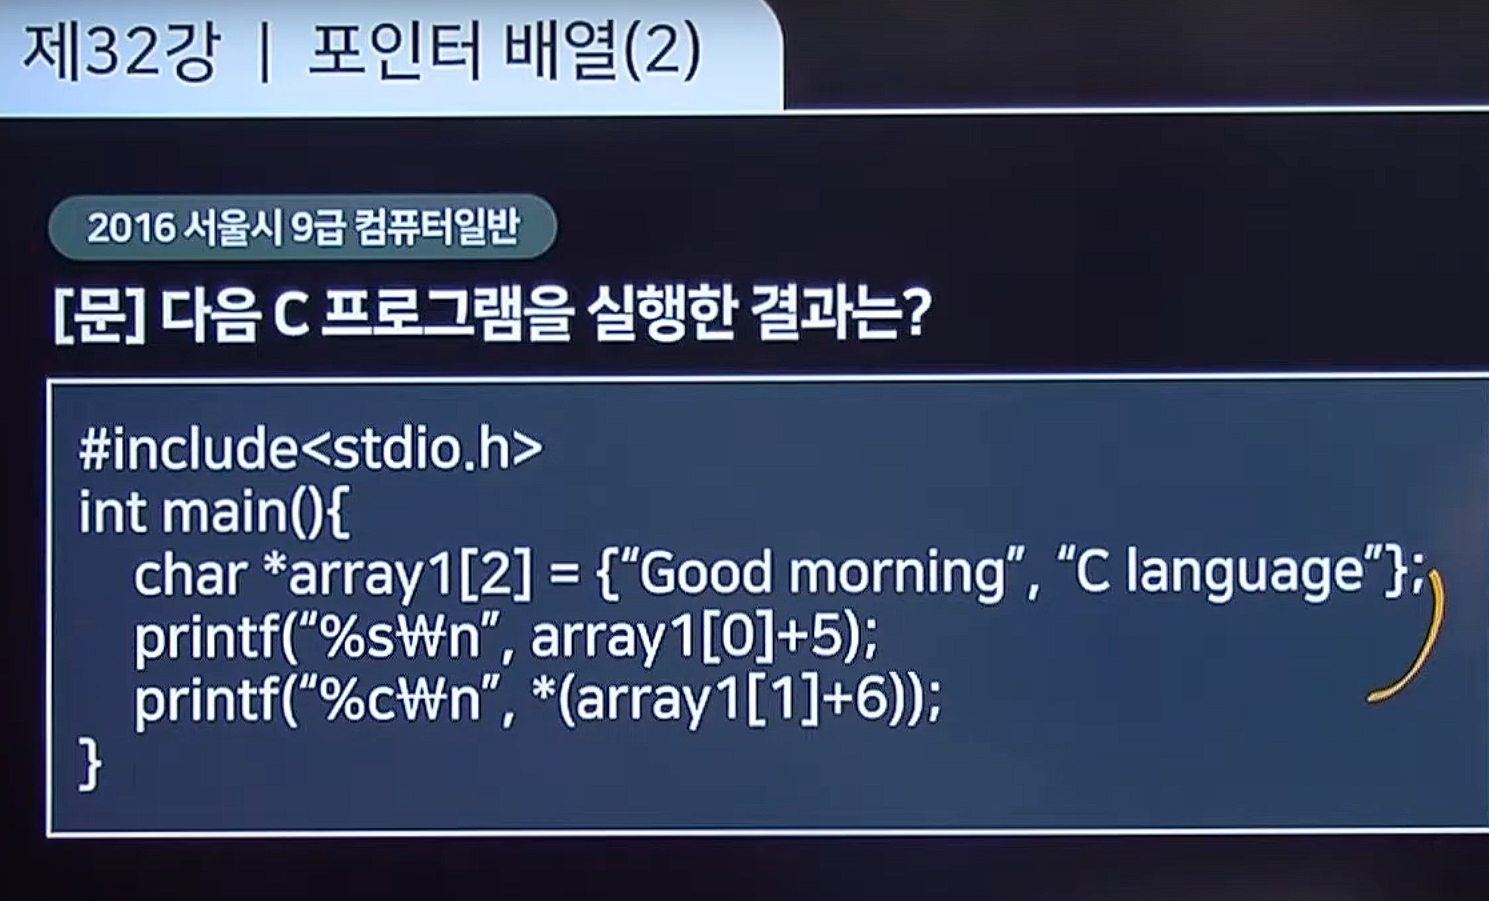 제32강 | 포인터 배열(2)
2016 서울시 9급 컴퓨터일반
[문] 다음 C 프로그램을 실행한 결과는?
#include<stdio.h>
int main(){
char *array1[2] = {“Good morning”, “C language”};
printf(“%s₩n”, array1[0]+5);
printf(“%c₩n”, *(array1[1]+6));
}